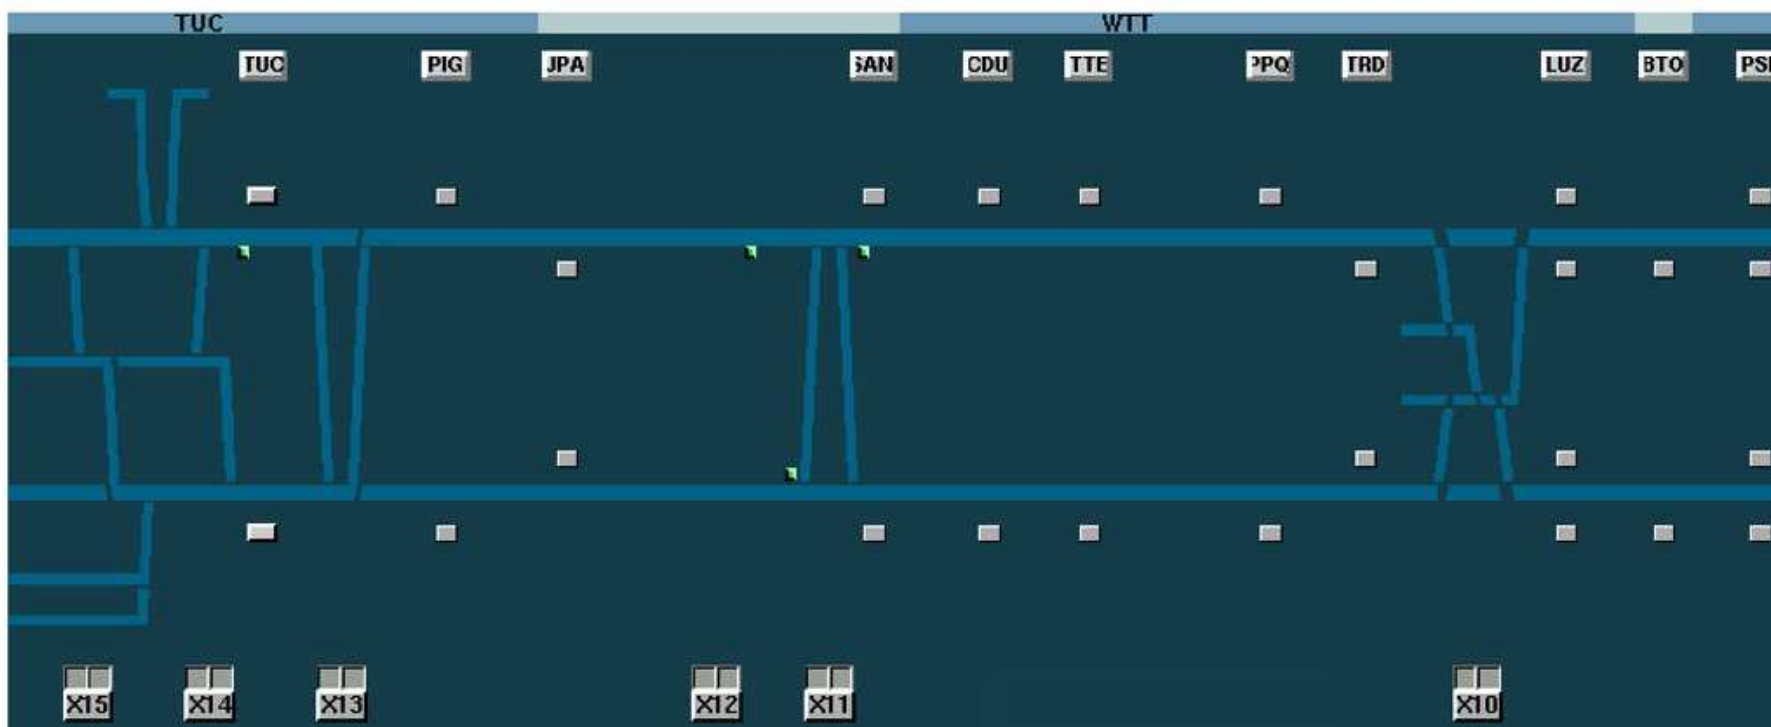 TUC WTT
TUC PIG JPA SAN CDU TTE PPQ TRD LUZ BTO
X15 X14 X13 X12 X11 X10